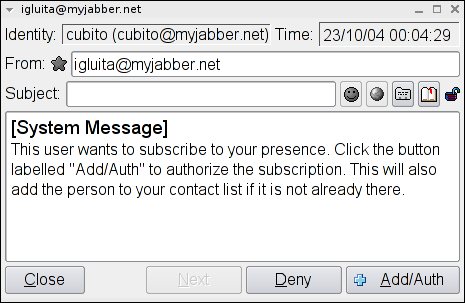 igluita@myjabber.net
Identity: cubito (cubito@myjabber.net) Time: 23/10/04 00:04:29
From: igluita@myjabber.net
Subject:
[System Message]
This user wants to subscribe to your presence. Click the button
labelled "Add/Auth" to authorize the subscription. This will also
add the person to your contact list if it is not already there.
Close Next Deny Add/Auth